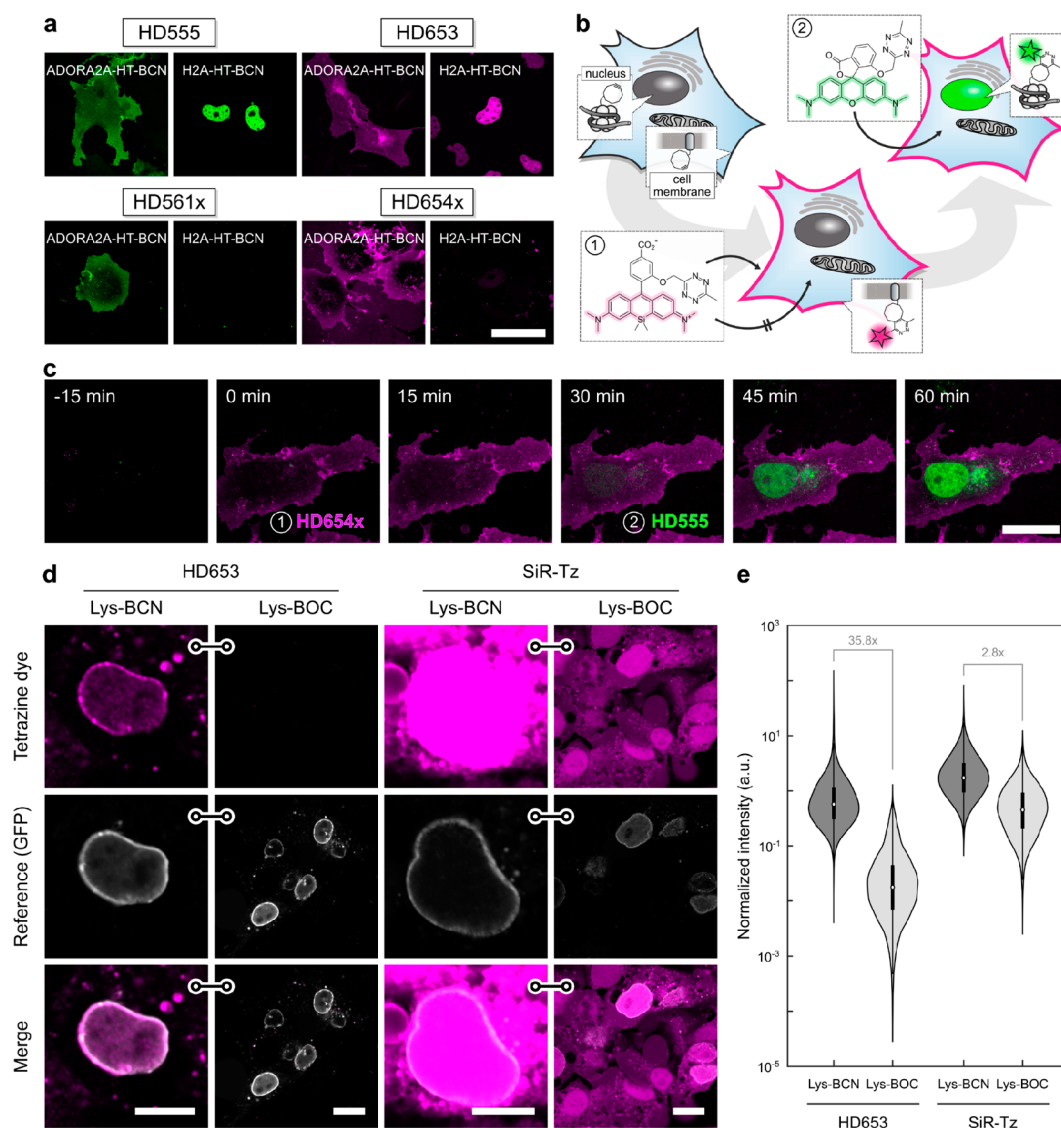 a
HD555
HD653
ADORA2A-HT-BCN
H2A-HT-BCN
ADORA2A-HT-BCN
H2A-HT-BCN
HD561x
HD654x
ADORA2A-HT-BCN
H2A-HT-BCN
ADORA2A-HT-BCN
H2A-HT-BCN
b
nucleus
cell
membrane
2
O
O
O
N
N
N
N
N
O
N
1
CO2−
O
N
N
N
N
N
Si
N+
c
-15 min
0 min
15 min
30 min
45 min
60 min
1 HD654x
2 HD555
d
HD653
SiR-Tz
Lys-BCN
Lys-BOC
Lys-BCN
Lys-BOC
Tetrazine dye
Reference (GFP)
Merge
e
Normalized intensity (a.u.)
10³
10¹
10⁻¹
10⁻³
10⁻⁵
35.8x
2.8x
Lys-BCN
Lys-BOC
Lys-BCN
Lys-BOC
HD653
SiR-Tz